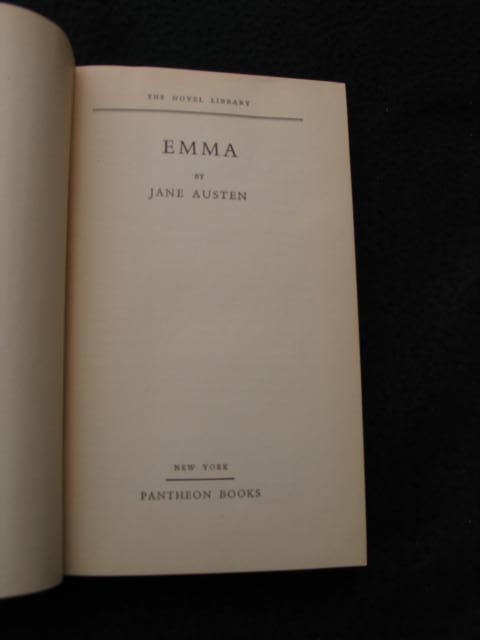 THE NOVEL LIBRARY
EMMA
BY
JANE AUSTEN
NEW YORK
PANTHEON BOOKS